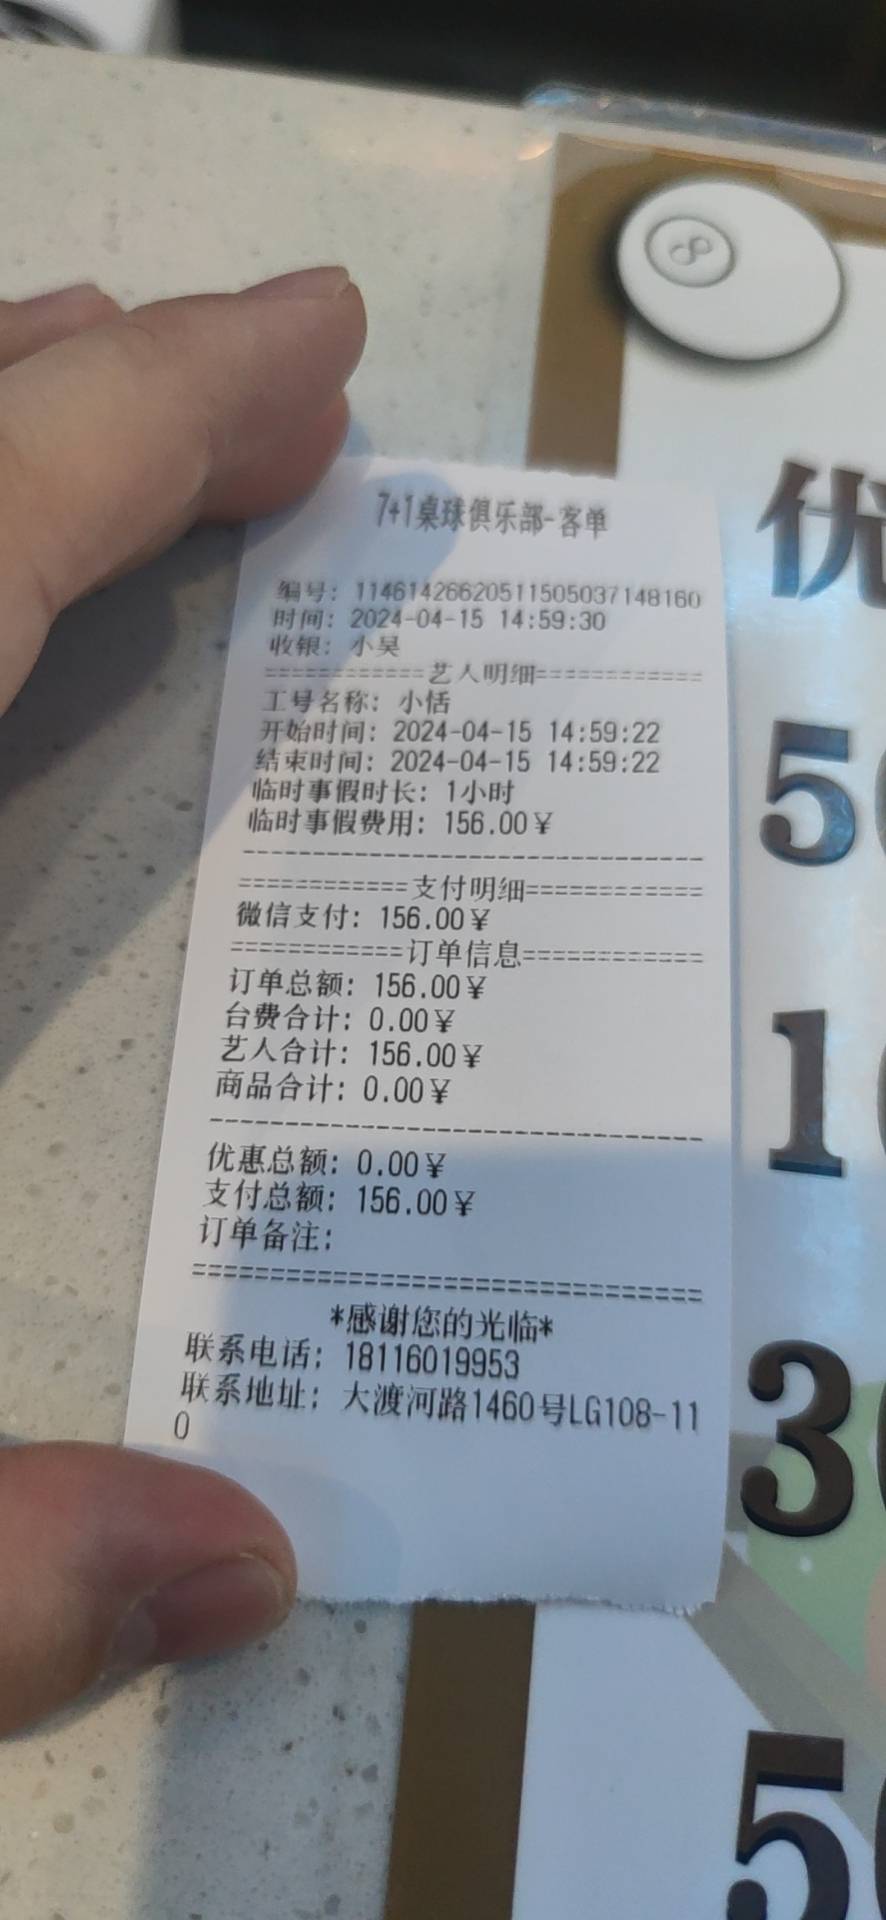 7+1桌球俱乐部-客单
编号: 1146142662051150503​7148160
时间: 2024-04-15 14:59:30
收银: 小吴
============艺人明细============
工号名称: 小恬
开始时间: 2024-04-15 14:59:22
结束时间: 2024-04-15 14:59:22
临时事假时长: 1小时
临时事假费用: 156.00¥
--------------------------------
============支付明细============
微信支付: 156.00¥
============订单信息============
订单总额: 156.00¥
台费合计: 0.00¥
艺人合计: 156.00¥
商品合计: 0.00¥
--------------------------------
优惠总额: 0.00¥
支付总额: 156.00¥
订单备注:
================================
*感谢您的光临*
联系电话: 18116019953
联系地址: 大渡河路1460号LG108-11
0
8
优
5
1
3
5